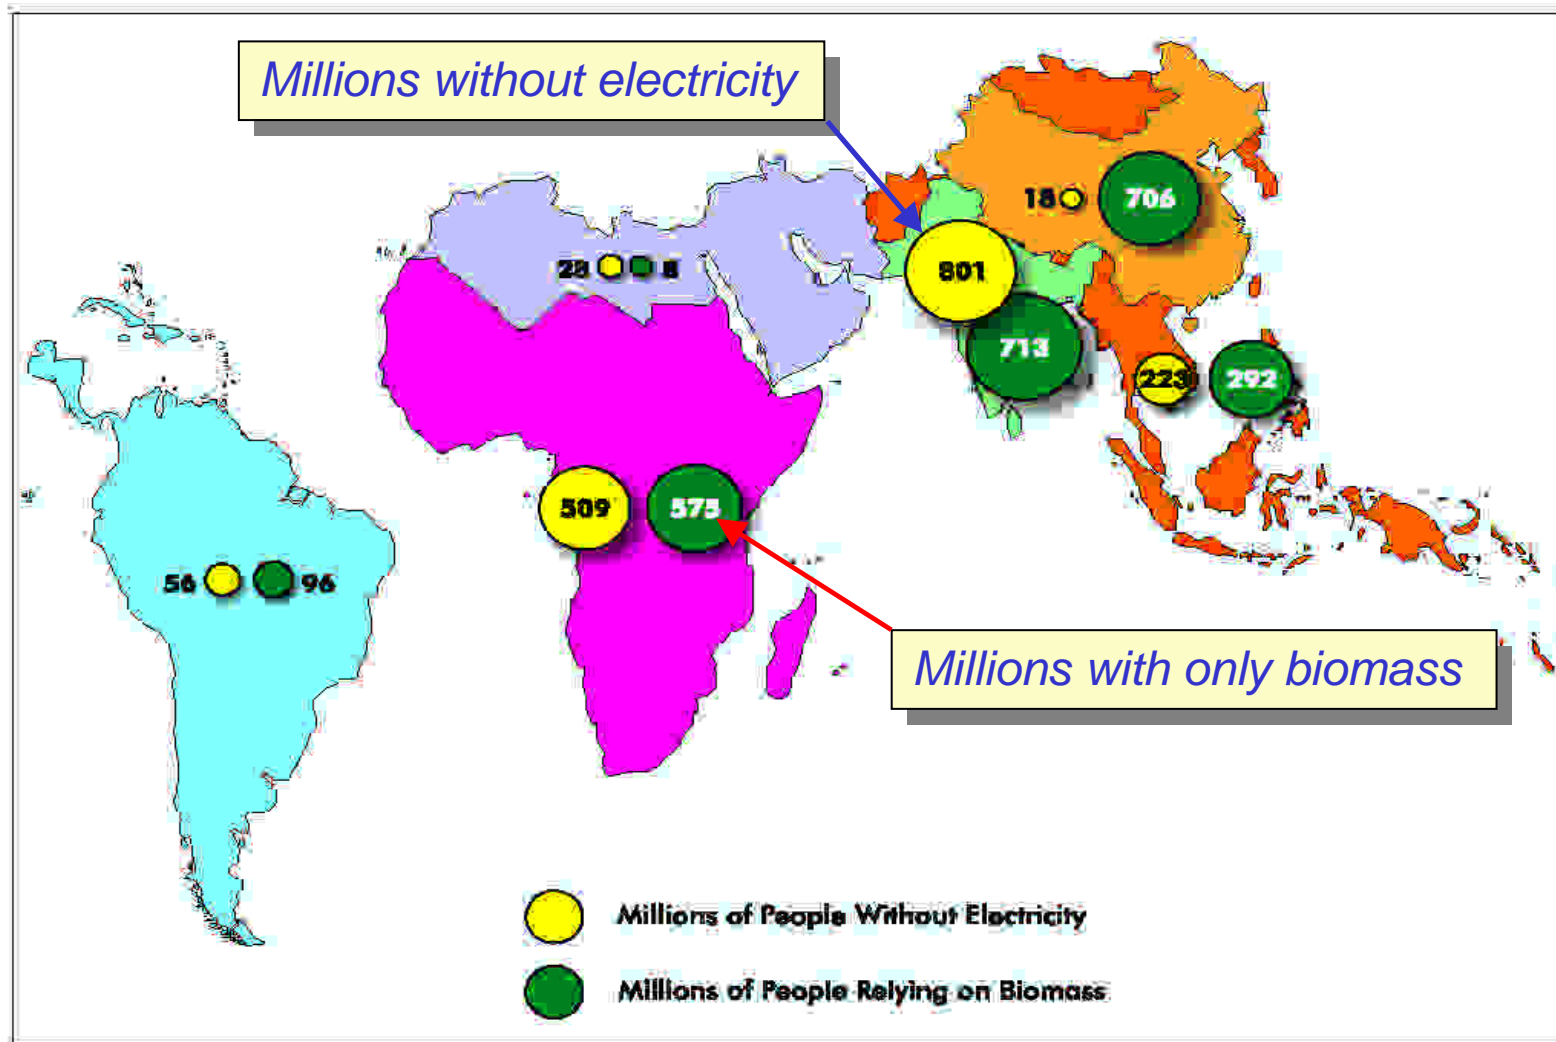 Millions without electricity
18 706
28 8
801
713
223 292
509 575
56 96
Millions with only biomass
Millions of People Without Electricity
Millions of People Relying on Biomass